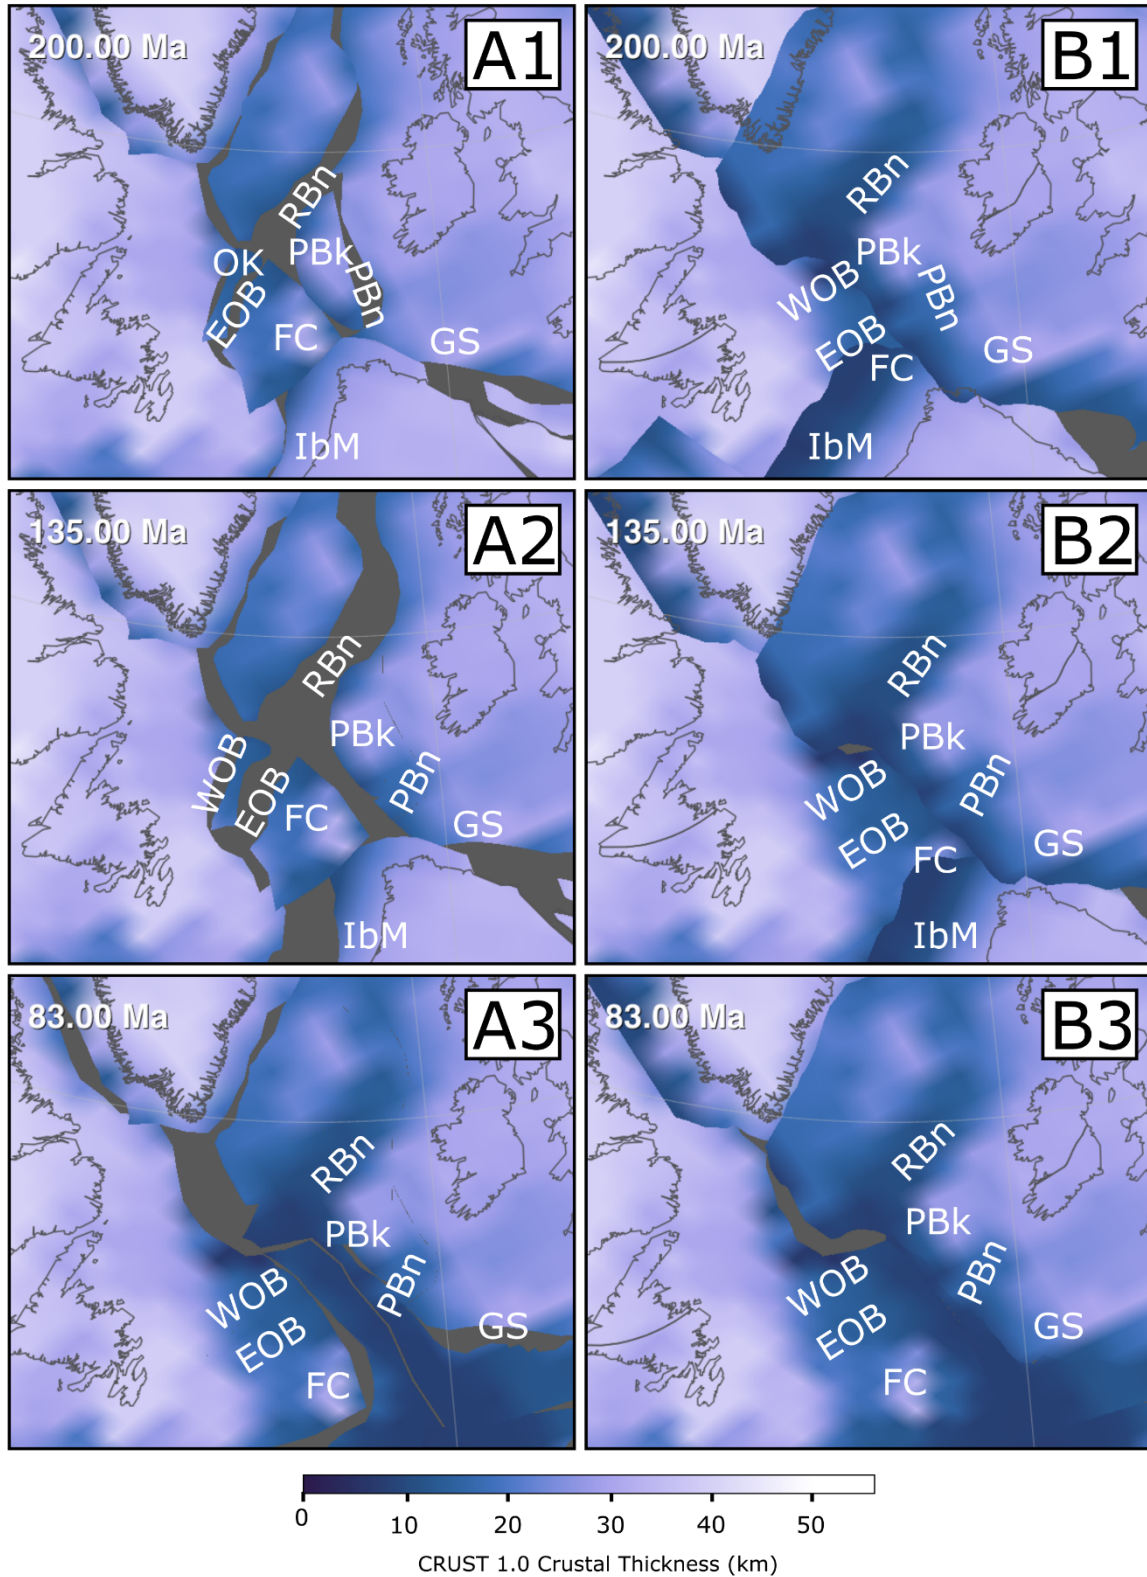 200.00 Ma
A1
RBn
OK
PBk
EOB
PBn
FC
GS
IbM
200.00 Ma
B1
RBn
PBk
WOB
PBn
EOB
GS
FC
IbM
135.00 Ma
A2
RBn
PBk
WOB
EOB
PBn
FC
GS
IbM
135.00 Ma
B2
RBn
PBk
WOB
PBn
EOB
GS
FC
IbM
83.00 Ma
A3
RBn
PBk
WOB
PBn
EOB
GS
FC
83.00 Ma
B3
RBn
PBk
WOB
PBn
EOB
GS
FC
0 10 20 30 40 50
CRUST 1.0 Crustal Thickness (km)